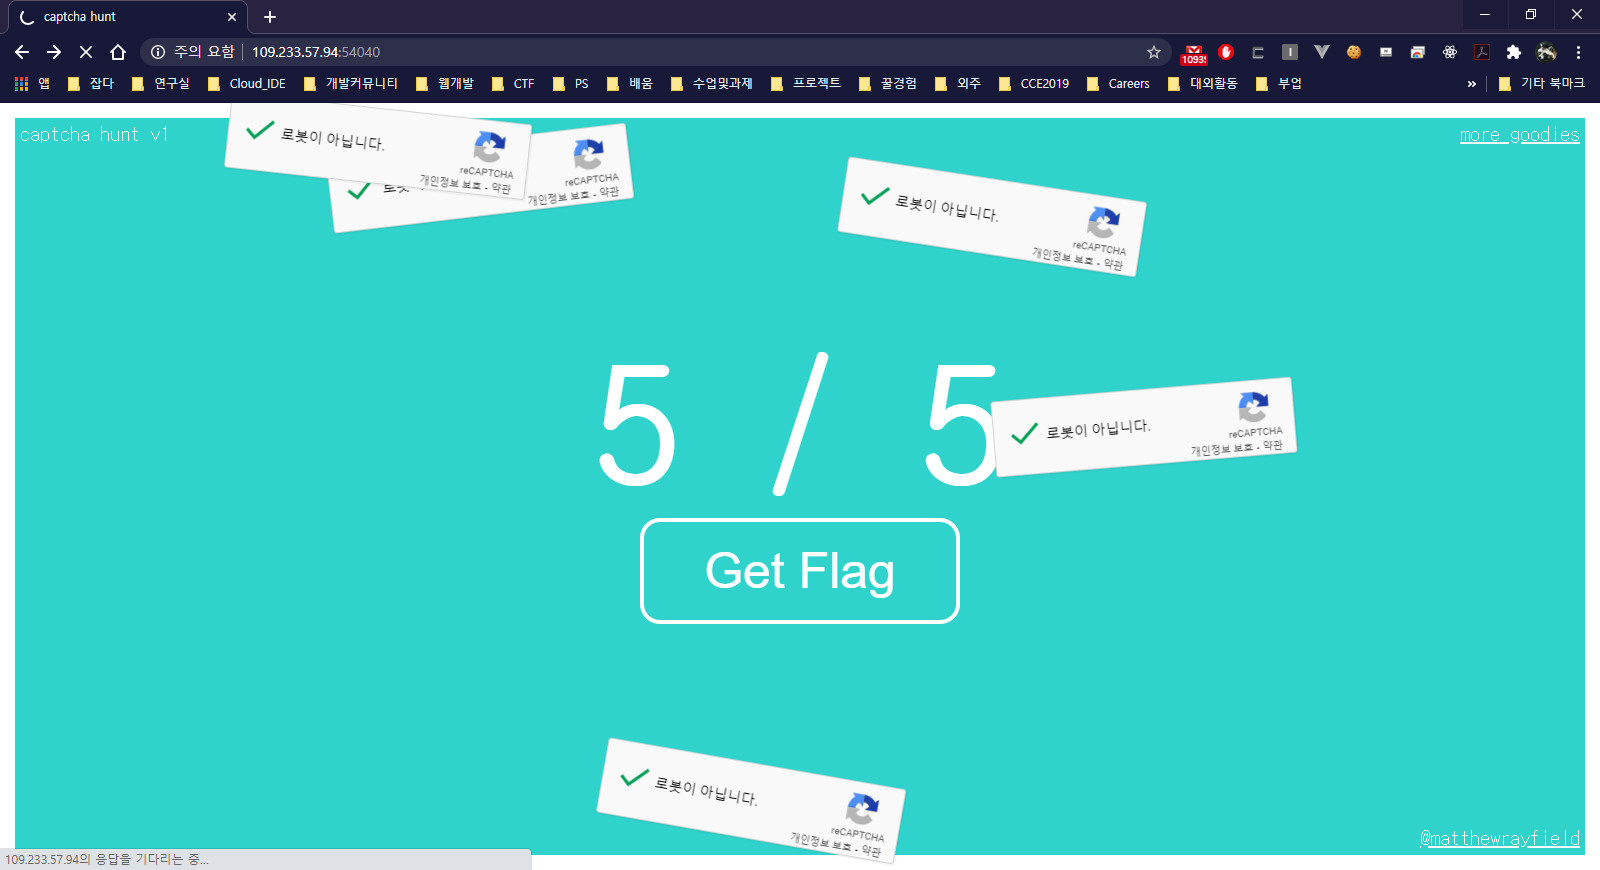 captcha hunt
주의 요함 109.233.57.94:54040
앱 잡다 연구실 Cloud_IDE 개발커뮤니티 웹개발 CTF PS 배움 수업및과제 프로젝트 꿀경험 외주 CCE2019 Careers 대외활동 부업 » 기타 북마크
captcha hunt v1
more goodies
로봇이 아닙니다.
reCAPTCHA
개인정보 보호 - 약관
reCAPTCHA
개인정보 보호 - 약관
로봇이 아닙니다.
reCAPTCHA
개인정보 보호 - 약관
5 / 5
로봇이 아닙니다.
reCAPTCHA
개인정보 보호 - 약관
Get Flag
로봇이 아닙니다.
reCAPTCHA
개인정보 보호 - 약관
@matthewrayfield
109.233.57.94의 응답을 기다리는 중...